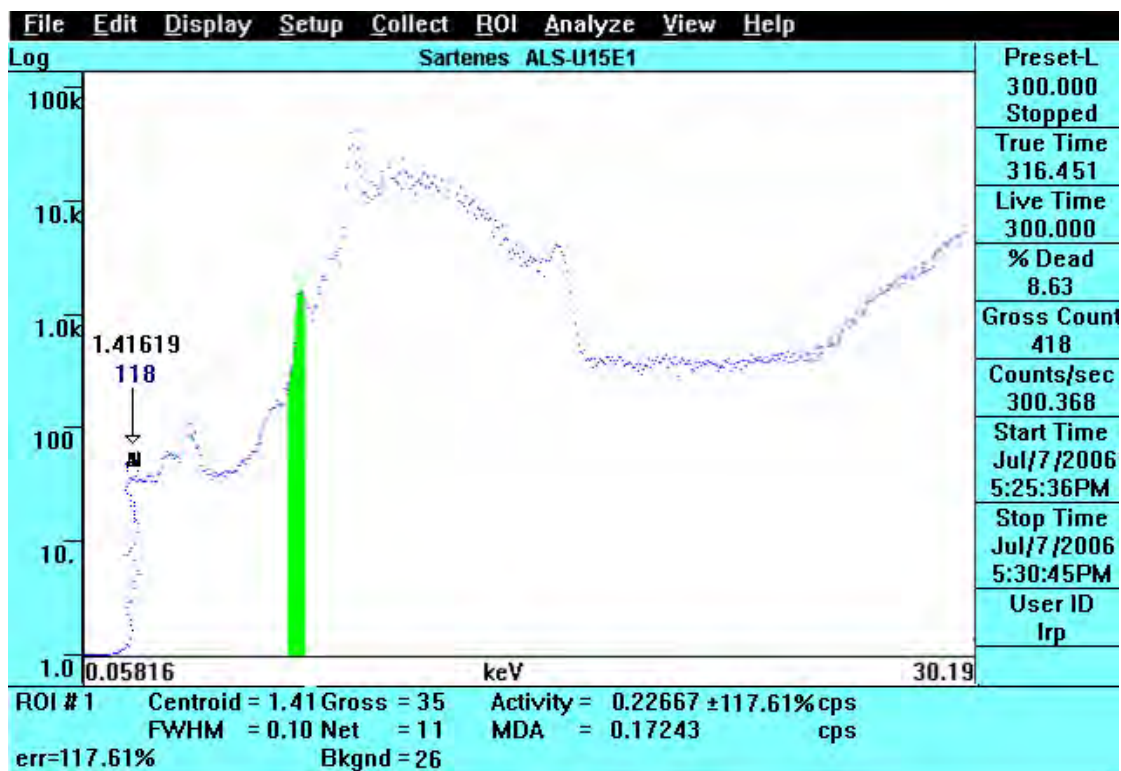 File Edit Display Setup Collect ROI Analyze View Help
Log
Sartenes ALS-U15E1
100k
10.k
1.0k
100
10.
1.0
1.41619
118
0.05816 keV 30.19
Preset-L
300.000
Stopped
True Time
316.451
Live Time
300.000
% Dead
8.63
Gross Count
418
Counts/sec
300.368
Start Time
Jul/7/2006
5:25:36PM
Stop Time
Jul/7/2006
5:30:45PM
User ID
lrp
ROI # 1 Centroid = 1.41 Gross = 35 Activity = 0.22667 ±117.61% cps
FWHM = 0.10 Net = 11 MDA = 0.17243 cps
err=117.61% Bkgnd = 26